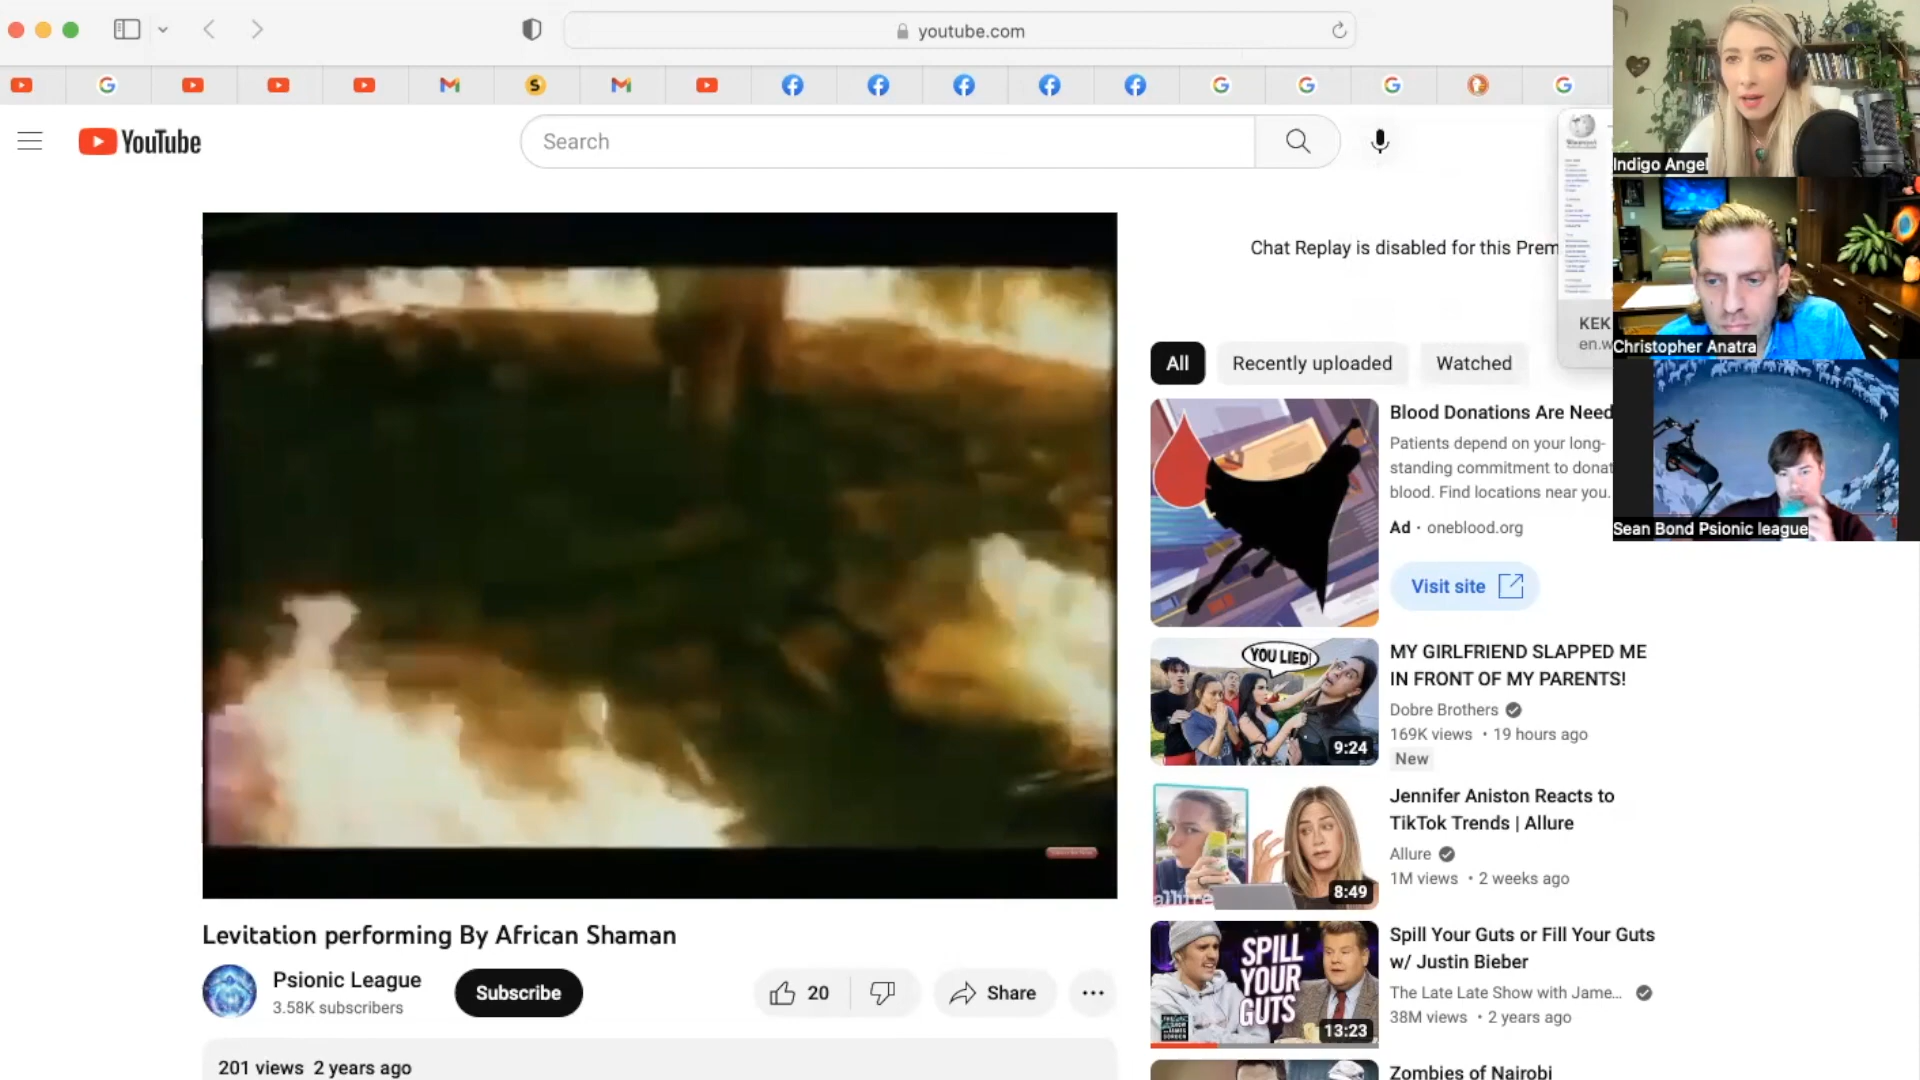 youtube.com
S
YouTube
Search
Chat Replay is disabled for this Prem
KEK
en.w
Indigo Angel
Christopher Anatra
Sean Bond Psionic league
All
Recently uploaded
Watched
Blood Donations Are Need
Patients depend on your long-
standing commitment to donat
blood. Find locations near you.
Ad · oneblood.org
Visit site
YOU LIED!
9:24
MY GIRLFRIEND SLAPPED ME
IN FRONT OF MY PARENTS!
Dobre Brothers
169K views • 19 hours ago
New
allure
8:49
Jennifer Aniston Reacts to
TikTok Trends | Allure
Allure
1M views • 2 weeks ago
SPILL
YOUR
GUTS
13:23
Spill Your Guts or Fill Your Guts
w/ Justin Bieber
The Late Late Show with Jame...
38M views • 2 years ago
Zombies of Nairobi
Levitation performing By African Shaman
Psionic League
3.58K subscribers
Subscribe
20
Share
201 views 2 years ago